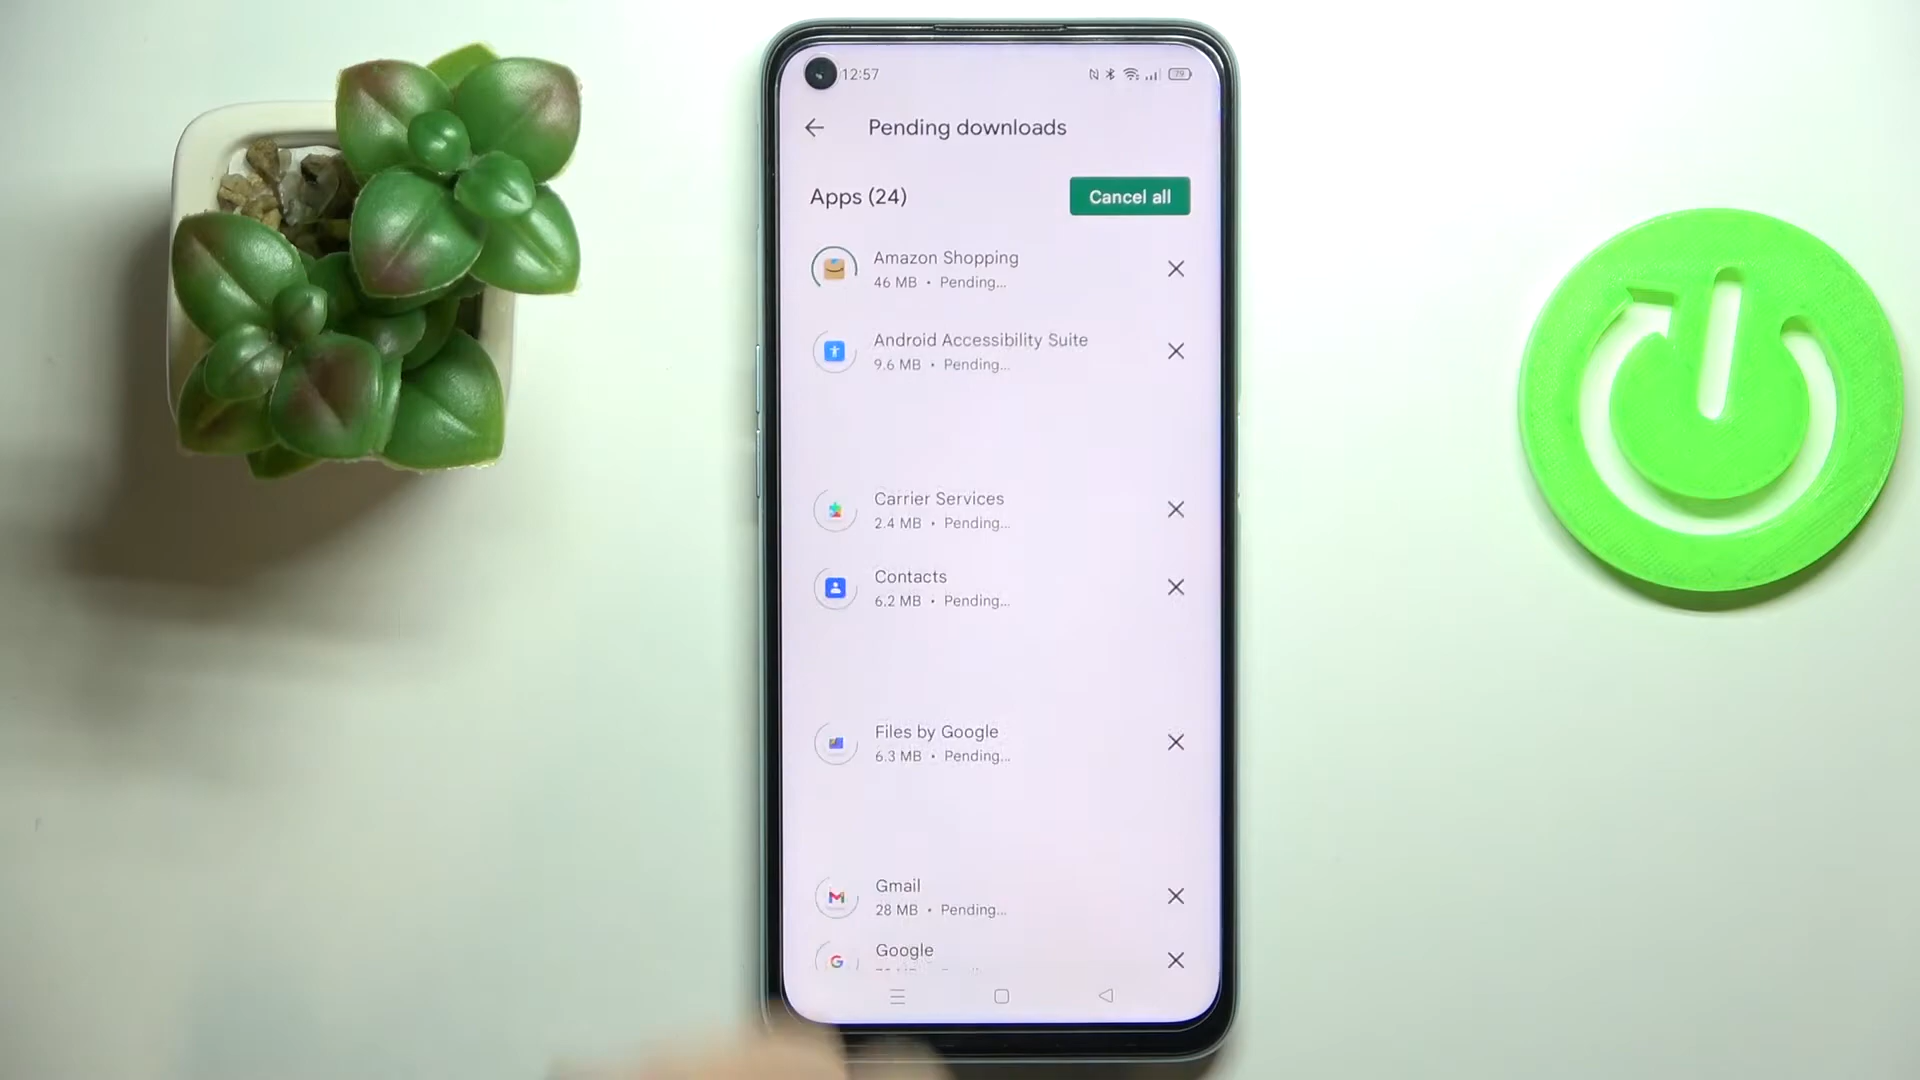 12:57
79
Pending downloads
Apps (24)
Cancel all
Amazon Shopping
46 MB • Pending...
Android Accessibility Suite
9.6 MB • Pending...
Carrier Services
2.4 MB • Pending...
Contacts
6.2 MB • Pending...
Files by Google
6.3 MB • Pending...
Gmail
28 MB • Pending...
Google